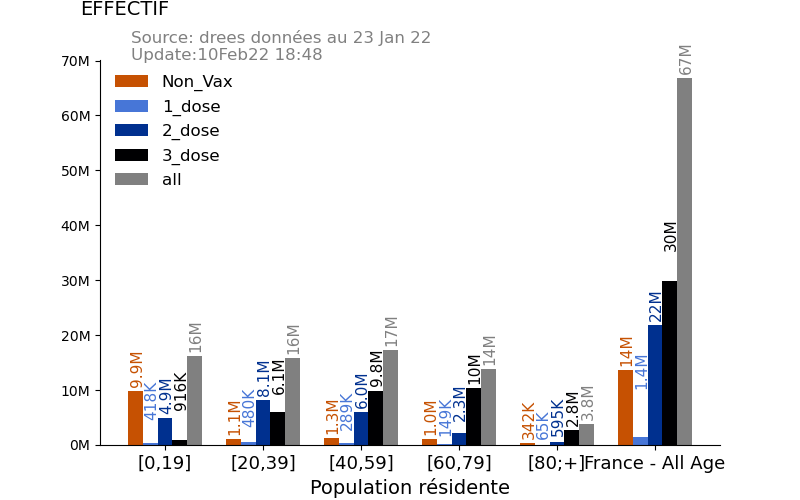 EFFECTIF
Source: drees données au 23 Jan 22
Update:10Feb22 18:48
70M
60M
50M
40M
30M
20M
10M
0M
Non_Vax
1_dose
2_dose
3_dose
all
9.9M
418K
4.9M
916K
16M
1.1M
480K
8.1M
6.1M
16M
1.3M
289K
6.0M
9.8M
17M
1.0M
149K
2.3M
10M
14M
342K
65K
595K
2.8M
3.8M
14M
1.4M
22M
30M
67M
[0,19] [20,39] [40,59] [60,79] [80;+] France - All Age
Population résidente